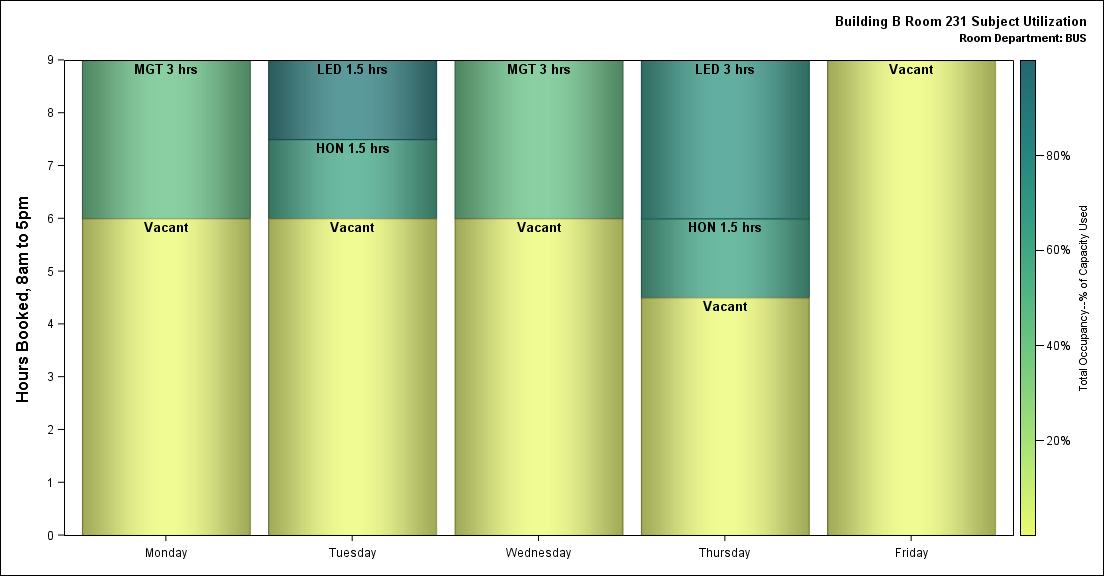 Building B Room 231 Subject Utilization
Room Department: BUS
Hours Booked, 8am to 5pm
9
8
7
6
5
4
3
2
1
0
MGT 3 hrs
Vacant
LED 1.5 hrs
HON 1.5 hrs
Vacant
MGT 3 hrs
Vacant
LED 3 hrs
HON 1.5 hrs
Vacant
Vacant
Monday
Tuesday
Wednesday
Thursday
Friday
80%
60%
40%
20%
Total Occupancy--% of Capacity Used